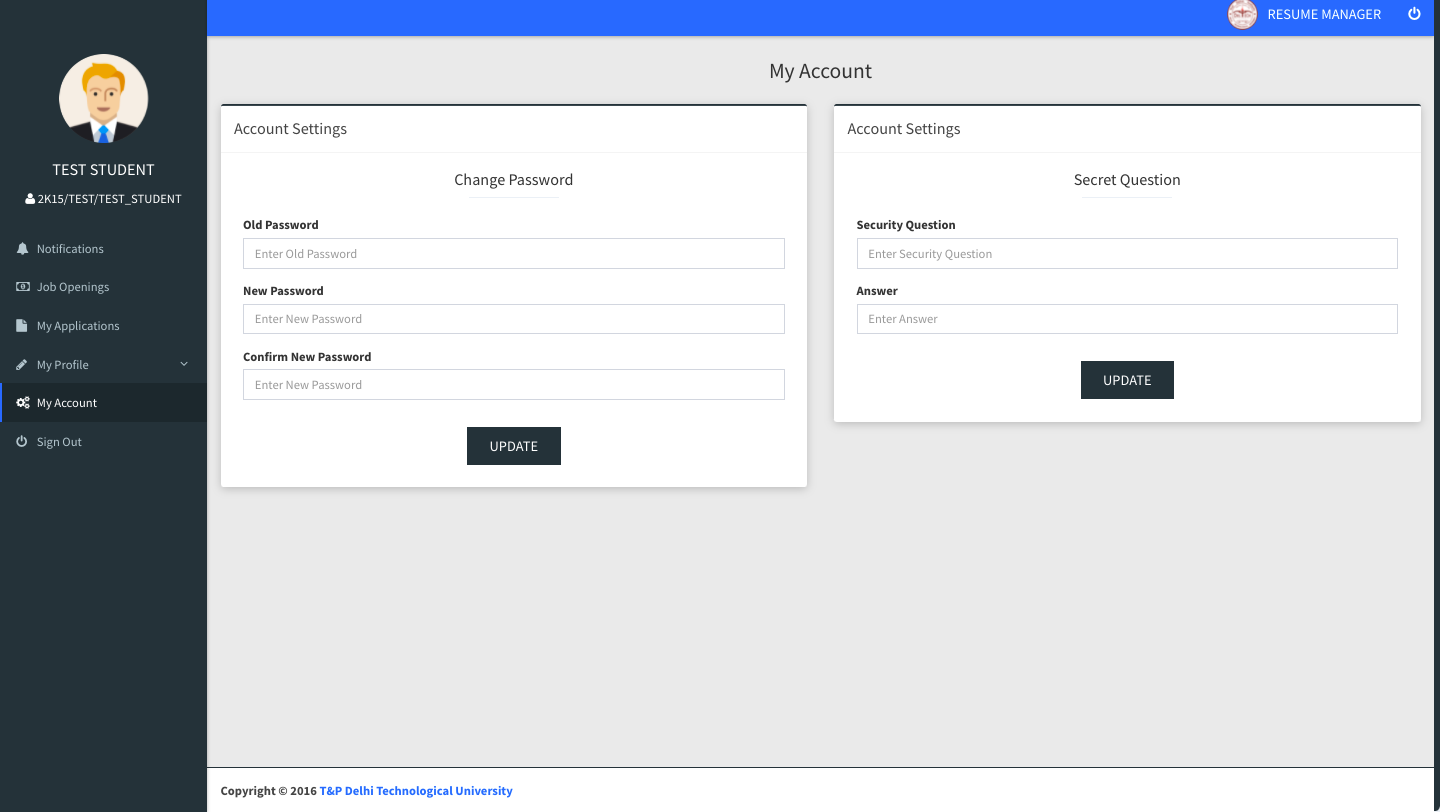 RESUME MANAGER
TEST STUDENT
2K15/TEST/TEST_STUDENT
Notifications
Job Openings
My Applications
My Profile
My Account
Sign Out
My Account
Account Settings
Change Password
Old Password
Enter Old Password
New Password
Enter New Password
Confirm New Password
Enter New Password
UPDATE
Account Settings
Secret Question
Security Question
Enter Security Question
Answer
Enter Answer
UPDATE
Copyright © 2016 T&P Delhi Technological University